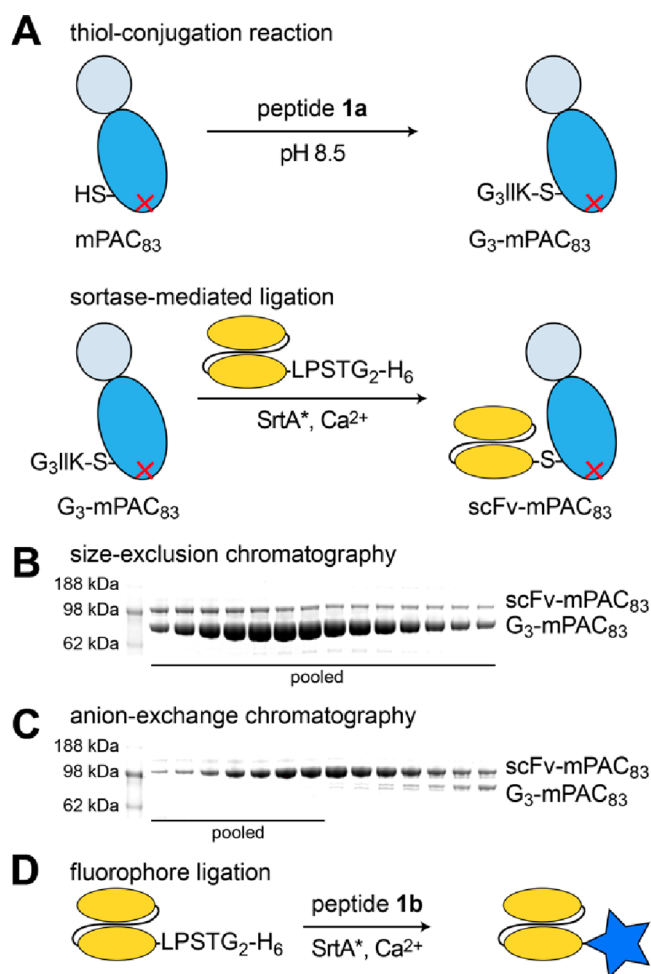 A thiol-conjugation reaction
peptide 1a
pH 8.5
HS-
G₃IIK-S-
mPAC₈₃
G₃-mPAC₈₃
sortase-mediated ligation
-LPSTG₂-H₆
SrtA*, Ca²⁺
G₃IIK-S-
-S-
G₃-mPAC₈₃
scFv-mPAC₈₃
B size-exclusion chromatography
188 kDa
98 kDa
62 kDa
scFv-mPAC₈₃
G₃-mPAC₈₃
pooled
C anion-exchange chromatography
188 kDa
98 kDa
62 kDa
scFv-mPAC₈₃
G₃-mPAC₈₃
pooled
D fluorophore ligation
-LPSTG₂-H₆
peptide 1b
SrtA*, Ca²⁺